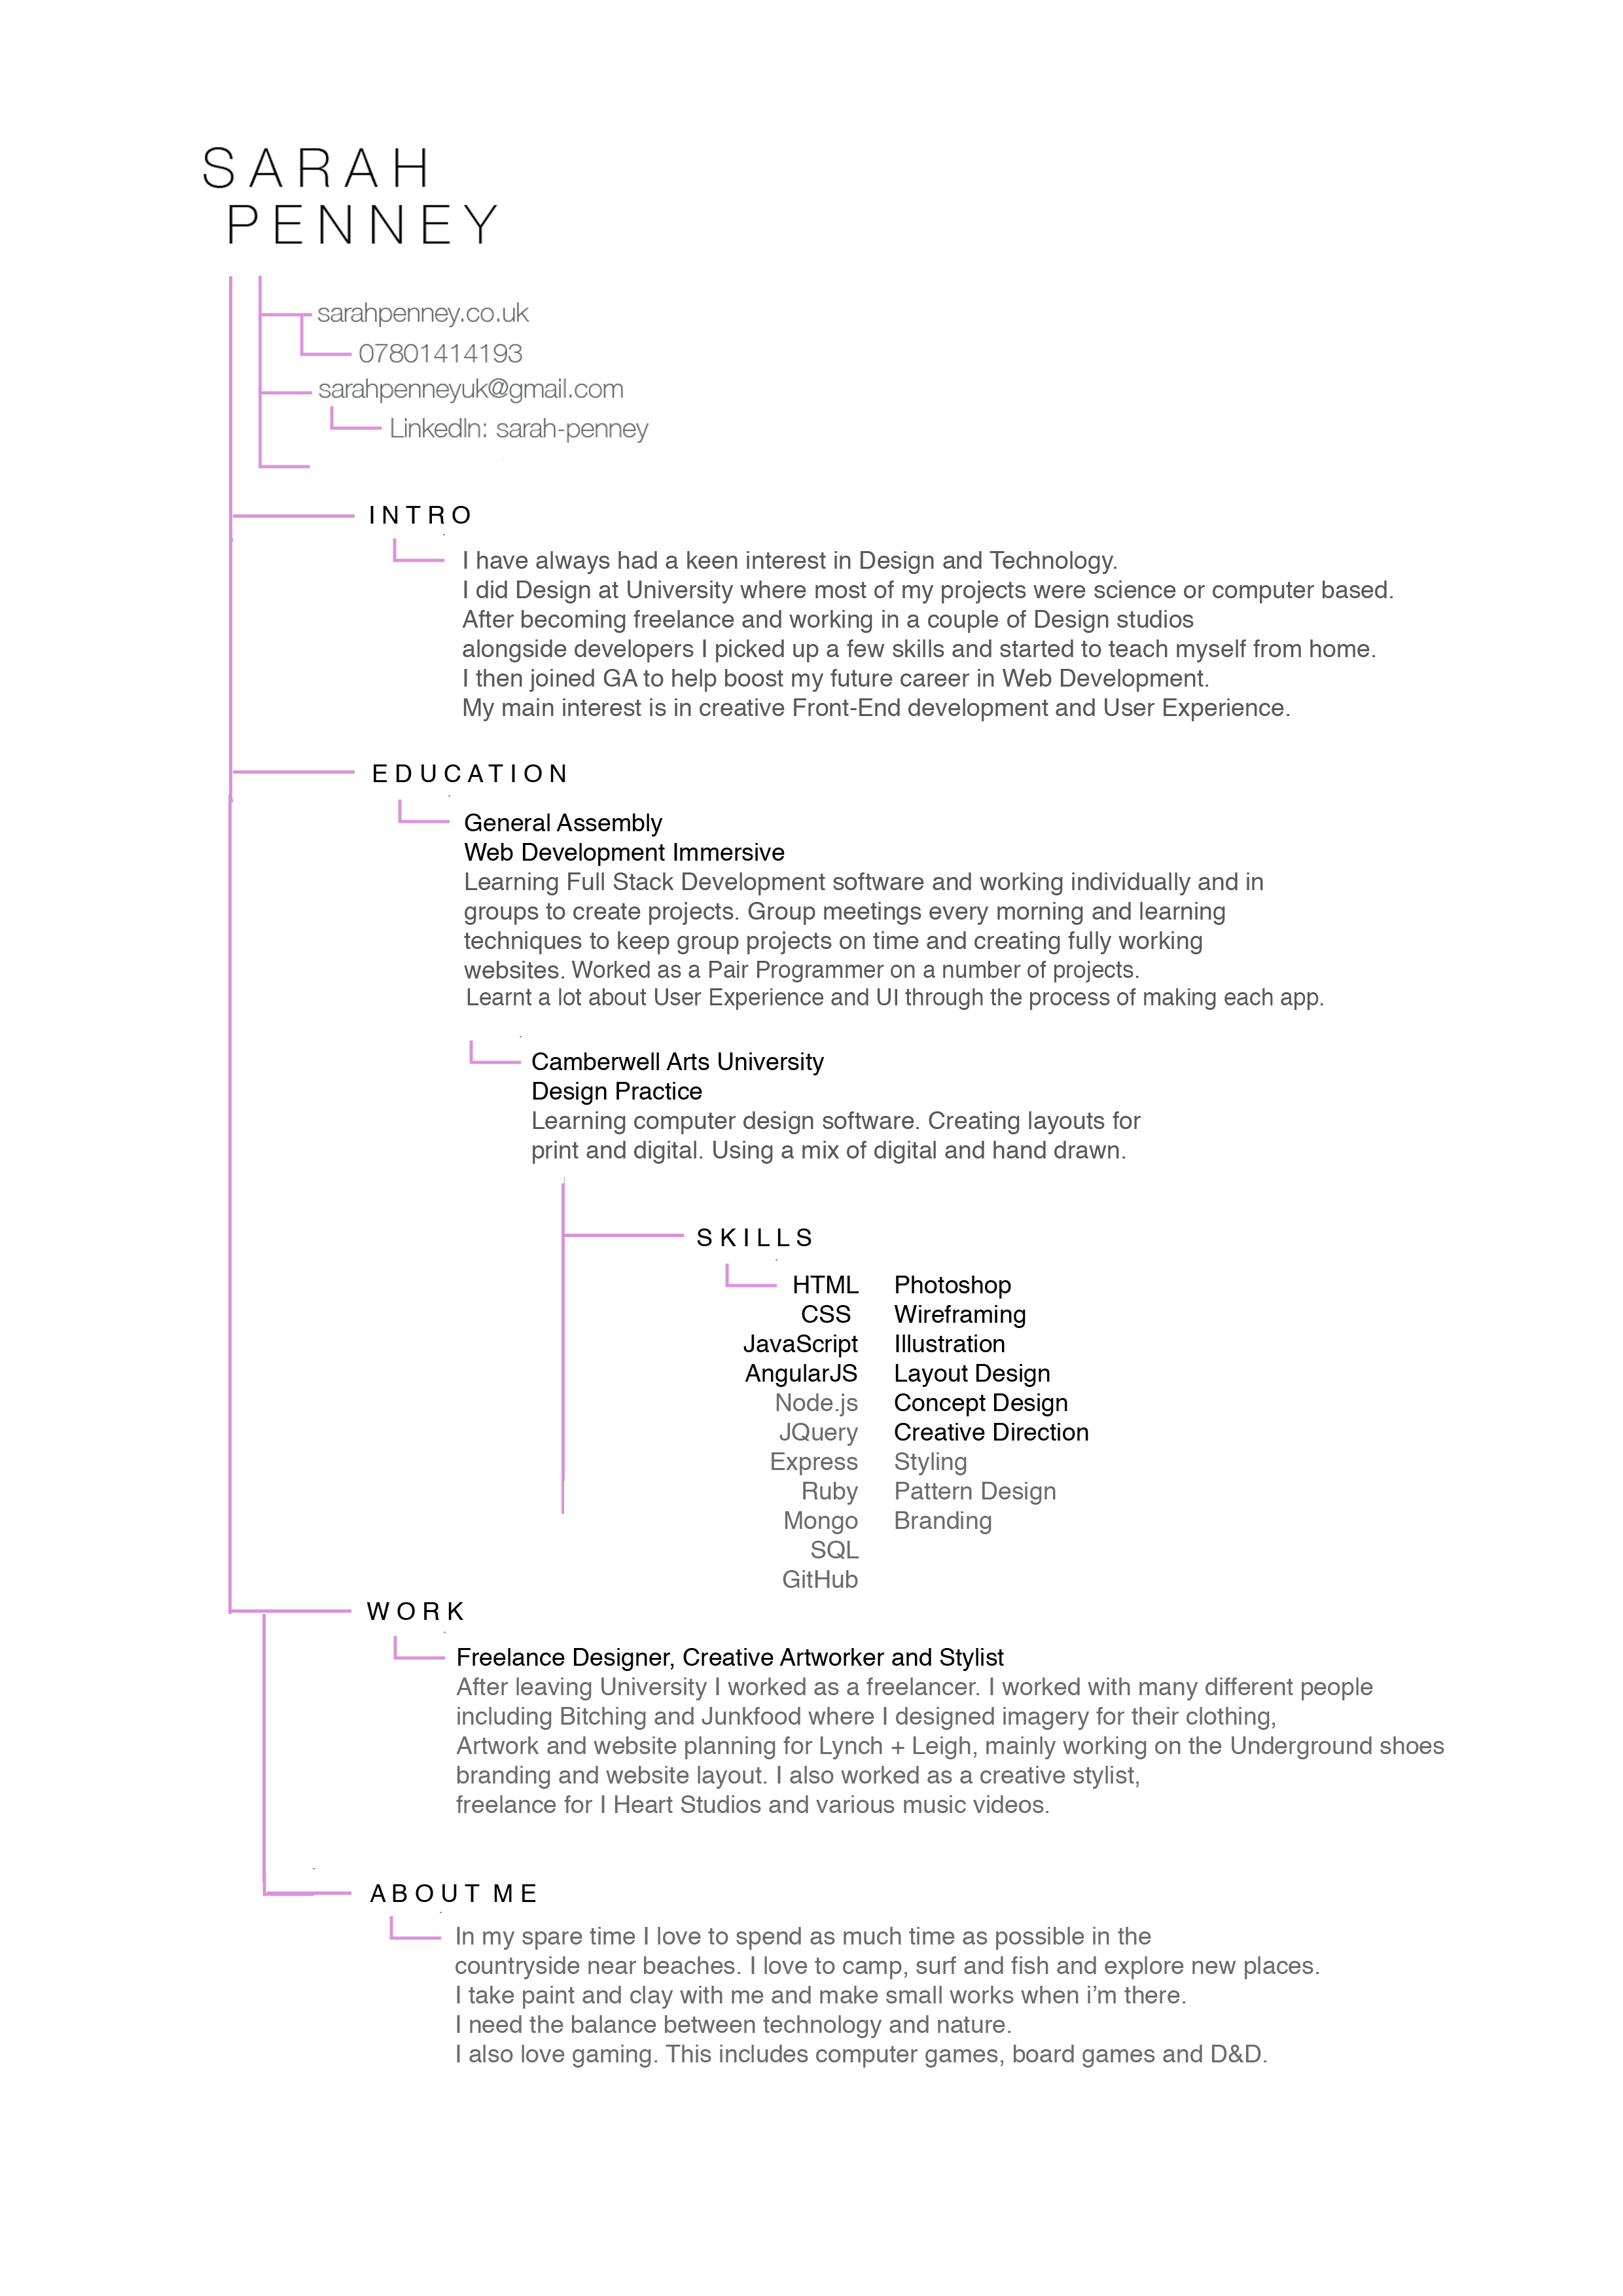 SARAH
PENNEY
sarahpenney.co.uk
07801414193
sarahpenneyuk@gmail.com
LinkedIn: sarah-penney
INTRO
I have always had a keen interest in Design and Technology.
I did Design at University where most of my projects were science or computer based.
After becoming freelance and working in a couple of Design studios
alongside developers I picked up a few skills and started to teach myself from home.
I then joined GA to help boost my future career in Web Development.
My main interest is in creative Front-End development and User Experience.
EDUCATION
General Assembly
Web Development Immersive
Learning Full Stack Development software and working individually and in
groups to create projects. Group meetings every morning and learning
techniques to keep group projects on time and creating fully working
websites. Worked as a Pair Programmer on a number of projects.
Learnt a lot about User Experience and UI through the process of making each app.
Camberwell Arts University
Design Practice
Learning computer design software. Creating layouts for
print and digital. Using a mix of digital and hand drawn.
SKILLS
HTML Photoshop
CSS Wireframing
JavaScript Illustration
AngularJS Layout Design
Node.js Concept Design
JQuery Creative Direction
Express Styling
Ruby Pattern Design
Mongo Branding
SQL
GitHub
WORK
Freelance Designer, Creative Artworker and Stylist
After leaving University I worked as a freelancer. I worked with many different people
including Bitching and Junkfood where I designed imagery for their clothing,
Artwork and website planning for Lynch + Leigh, mainly working on the Underground shoes
branding and website layout. I also worked as a creative stylist,
freelance for I Heart Studios and various music videos.
ABOUT ME
In my spare time I love to spend as much time as possible in the
countryside near beaches. I love to camp, surf and fish and explore new places.
I take paint and clay with me and make small works when i'm there.
I need the balance between technology and nature.
I also love gaming. This includes computer games, board games and D&D.